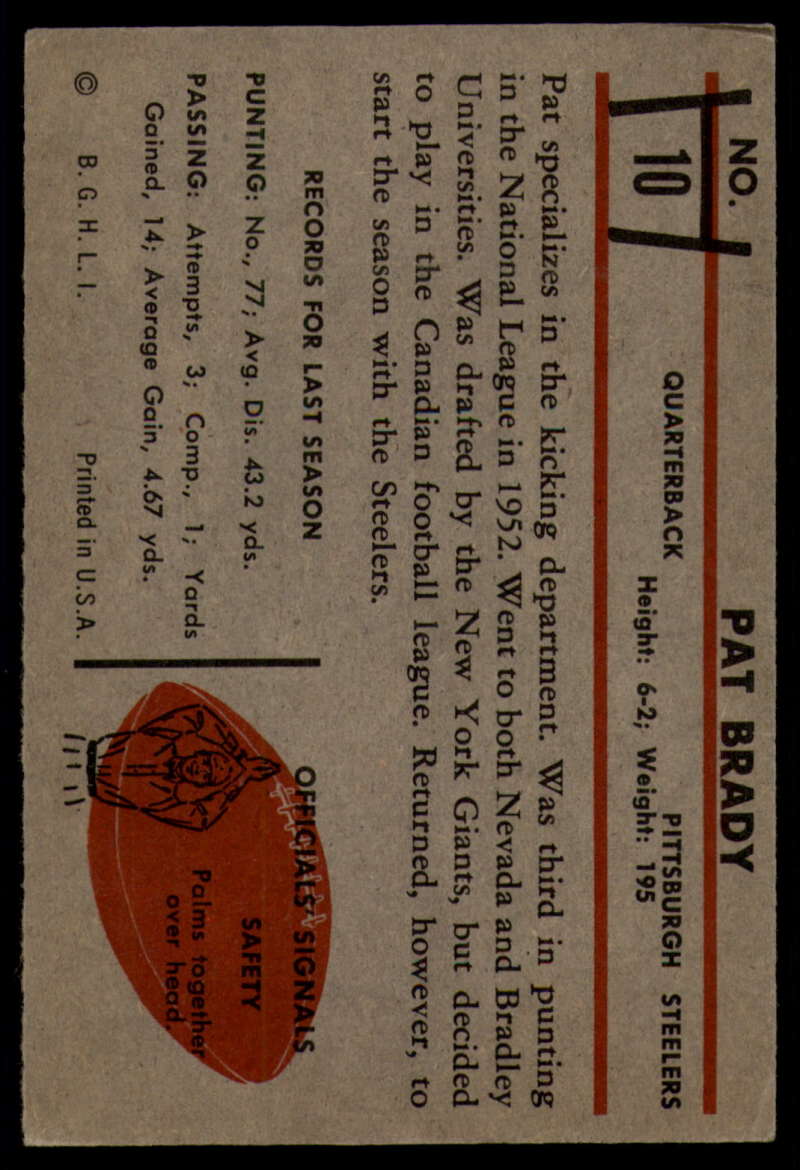 NO.
10
PAT BRADY
QUARTERBACK
PITTSBURGH STEELERS
Height: 6-2; Weight: 195
Pat specializes in the kicking department. Was third in punting
in the National League in 1952. Went to both Nevada and Bradley
Universities. Was drafted by the New York Giants, but decided
to play in the Canadian football league. Returned, however, to
start the season with the Steelers.
RECORDS FOR LAST SEASON
PUNTING: No., 77; Avg. Dis. 43.2 yds.
PASSING: Attempts, 3; Comp., 1; Yards
Gained, 14; Average Gain, 4.67 yds.
© B. G. H. L. I. Printed in U.S.A.
OFFICIALS' SIGNALS
SAFETY
Palms together
over head.